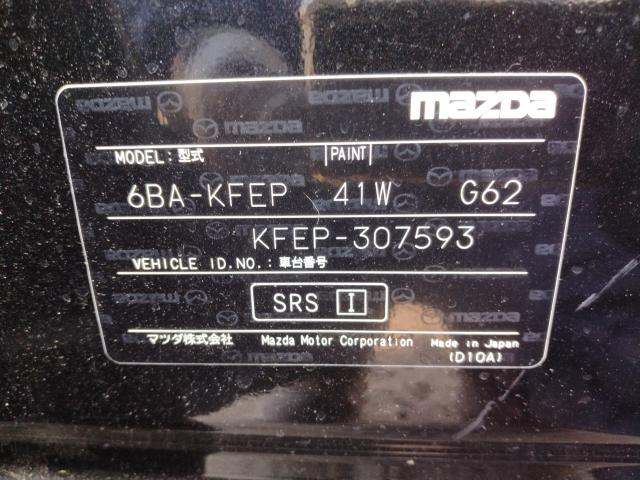 mazda
MODEL: 型式 PAINT
6BA-KFEP 41W G62
KFEP-307593
VEHICLE ID.NO.: 車台番号
SRS I
マツダ株式会社 Mazda Motor Corporation Made in Japan
(D10A)